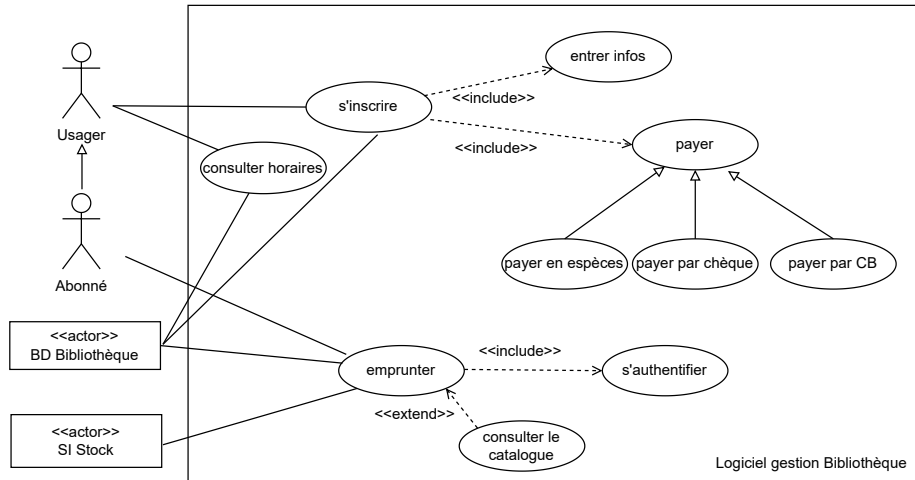 entrer infos
s'inscrire
<<include>>
Usager
payer
<<include>>
consulter horaires
payer en espèces
payer par chèque
payer par CB
Abonné
<<actor>>
BD Bibliothèque
<<include>>
emprunter
s'authentifier
<<extend>>
<<actor>>
SI Stock
consulter le
catalogue
Logiciel gestion Bibliothèque